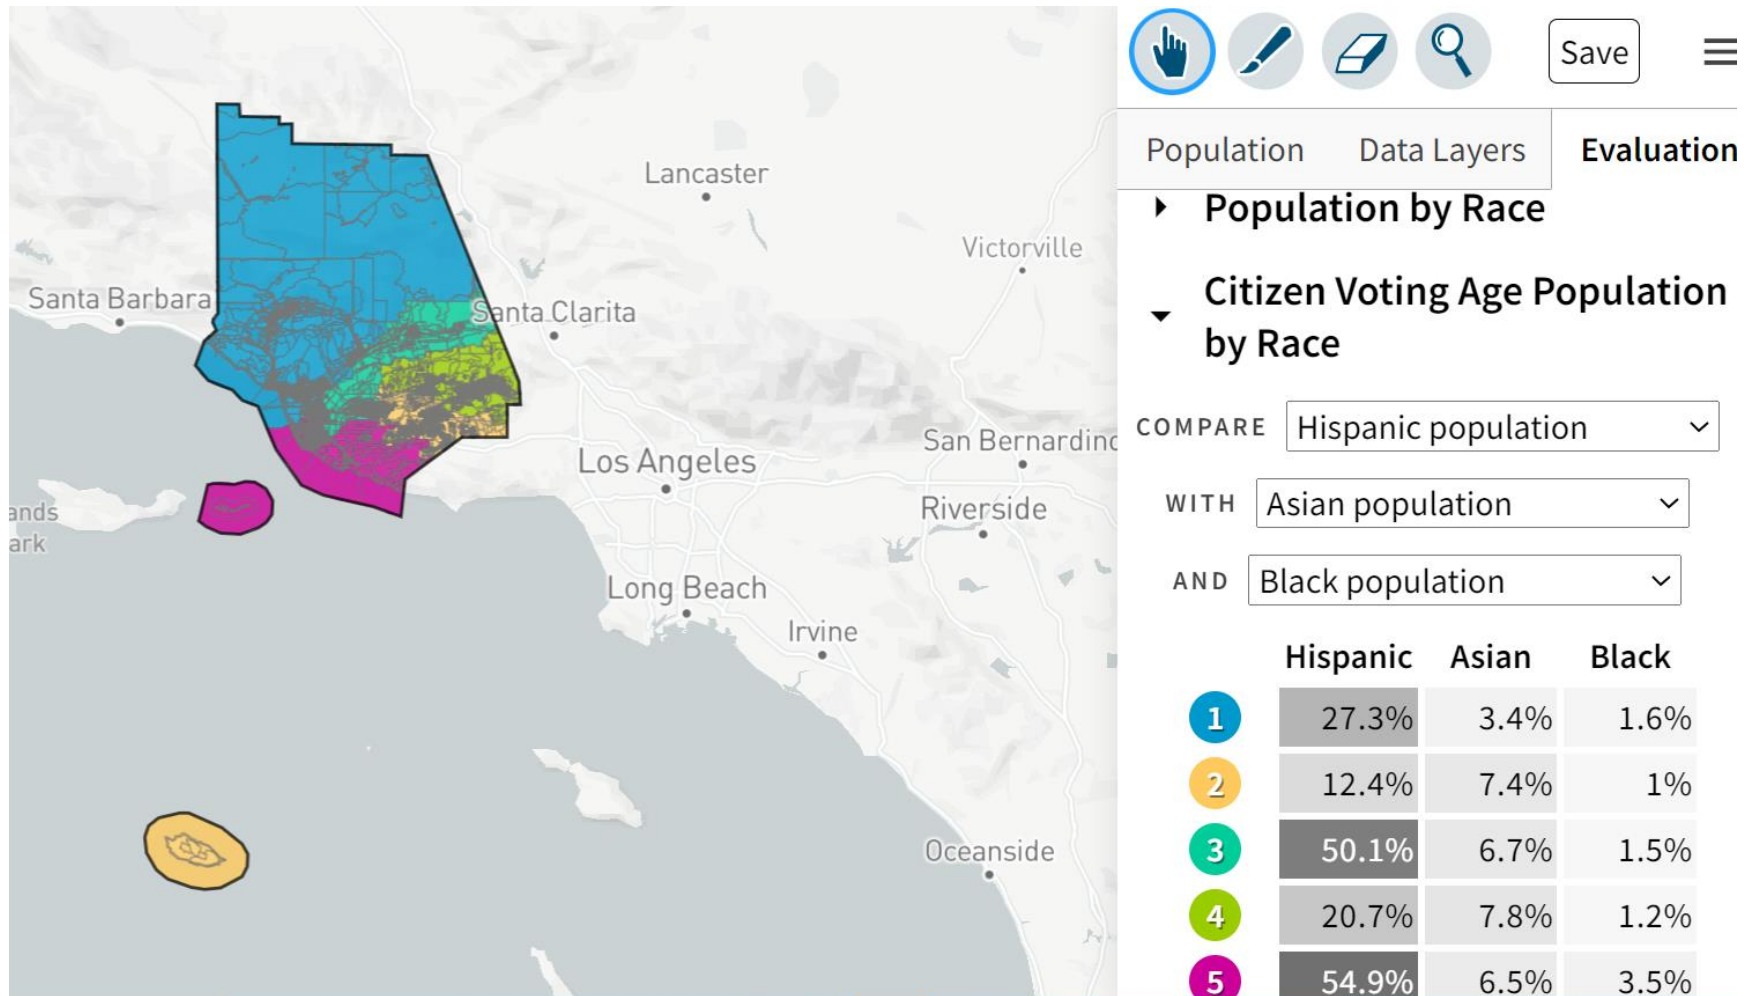 Lancaster
Victorville
Santa Barbara
Santa Clarita
San Bernardino
Los Angeles
ands
ark
Riverside
Long Beach
Irvine
Oceanside
Save
Population Data Layers Evaluation
Population by Race
Citizen Voting Age Population
by Race
COMPARE Hispanic population
WITH Asian population
AND Black population
Hispanic Asian Black
1 27.3% 3.4% 1.6%
2 12.4% 7.4% 1%
3 50.1% 6.7% 1.5%
4 20.7% 7.8% 1.2%
5 54.9% 6.5% 3.5%